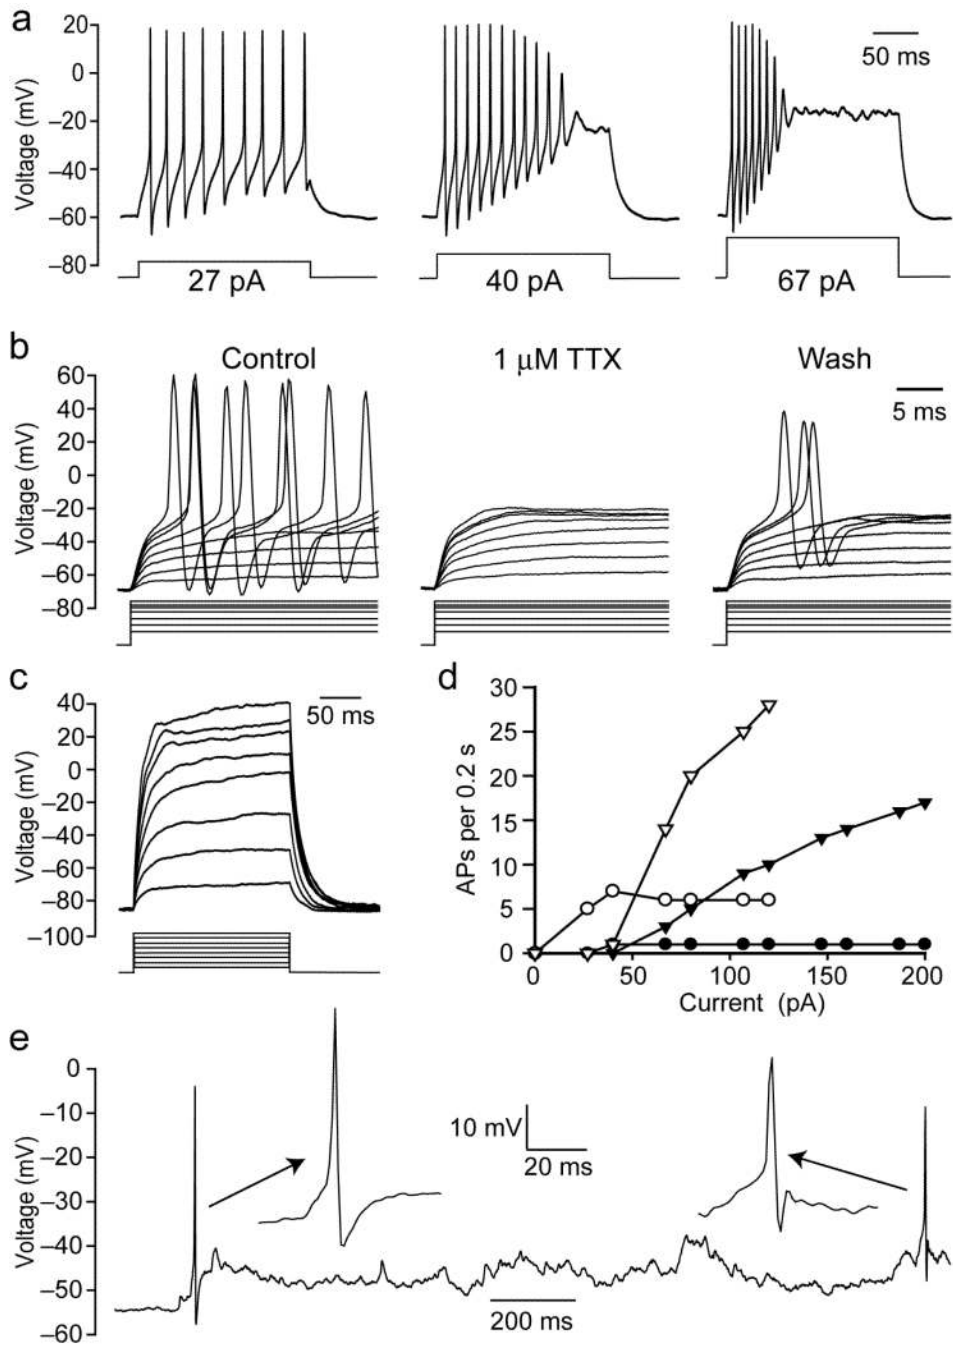 a
20
0
–20
–40
–60
–80
Voltage (mV)
50 ms
27 pA
40 pA
67 pA
b
Control
1 μM TTX
Wash
60
40
20
0
–20
–40
–60
–80
Voltage (mV)
5 ms
c
40
20
0
–20
–40
–60
–80
–100
Voltage (mV)
50 ms
d
30
25
20
15
10
5
0
APs per 0.2 s
0
50
100
150
200
Current (pA)
e
0
–10
–20
–30
–40
–50
–60
Voltage (mV)
10 mV
20 ms
200 ms